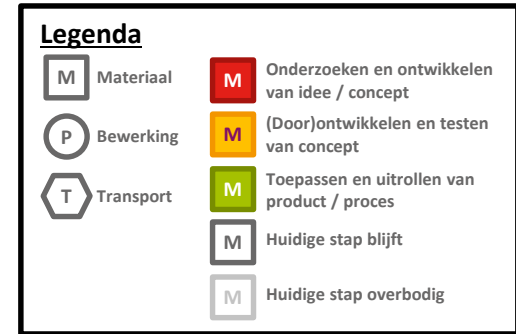 Legenda
M Materiaal
P Bewerking
T Transport
M Onderzoeken en ontwikkelen
van idee / concept
M (Door)ontwikkelen en testen
van concept
M Toepassen en uitrollen van
product / proces
M Huidige stap blijft
M Huidige stap overbodig